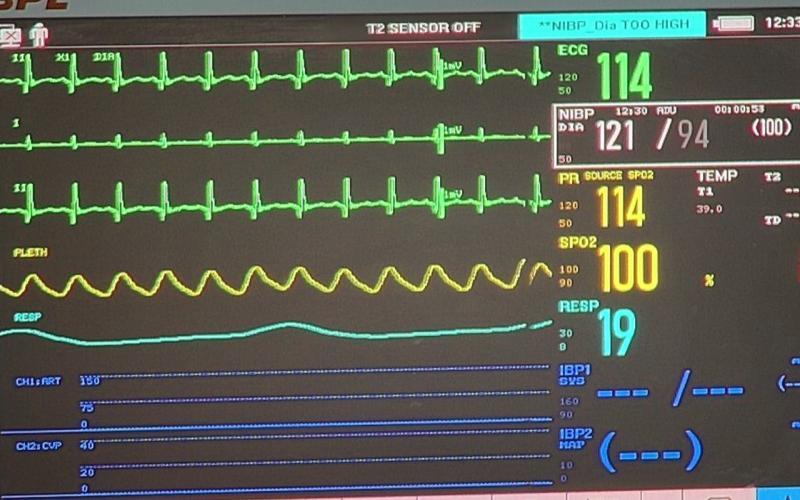 T2 SENSOR OFF
**NIBP_Dia TOO HIGH
12:33
II X1 DIA
1mV
ECG
120
50
114
NIBP 12:30 ADU 00:00:53
DIA
50
121 / 94 (100)
I
1mV
II
1mV
PR SOURCE SPO2
120
50
114
TEMP T2
T1 --
39.0
TD --
PLETH
SPO2
100
90
100
%
RESP
RESP
30
8
19
CH1:ART 150
75
0
IBP1
SYS
160
90
--- / --- (--
CH2:CVP 40
20
0
IBP2
MAP
10
0
(---)